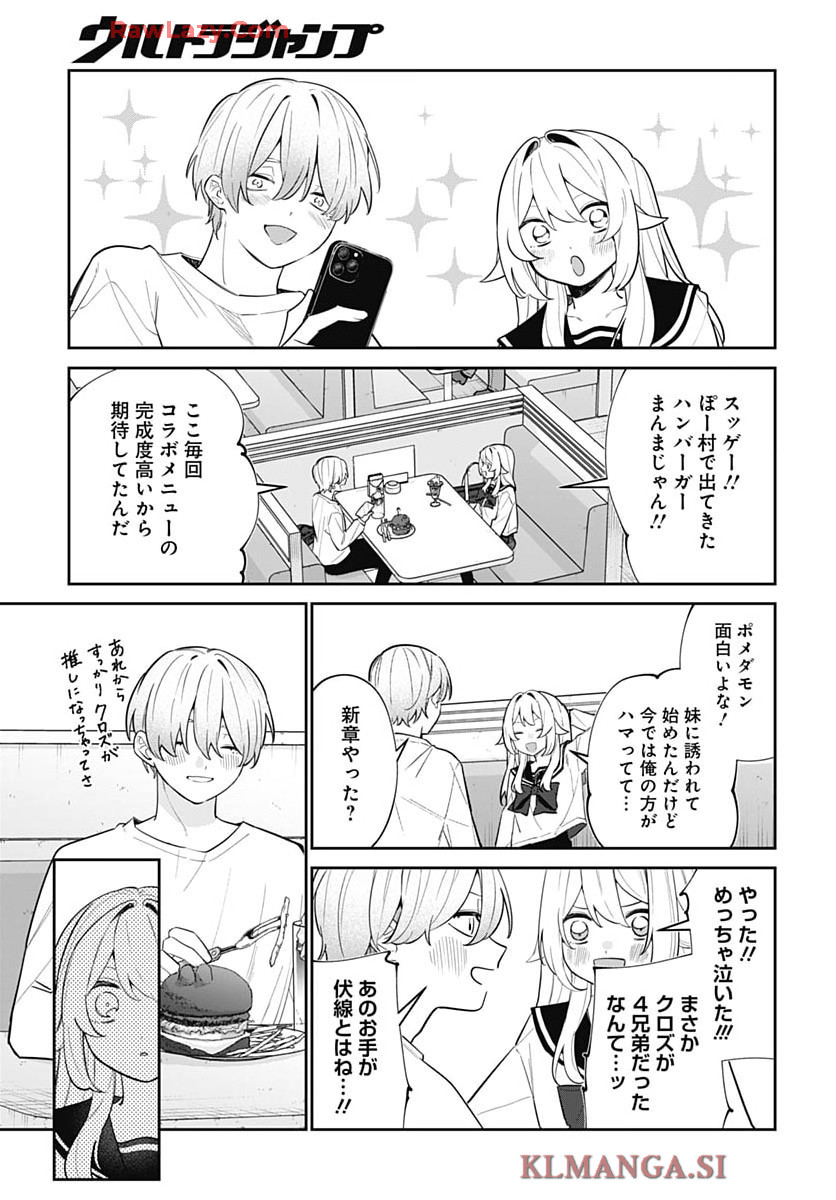 ウルトラジャンプ
RawLazy.Com
スッゲー!!
ぽー村で出てきた
ハンバーガー
まんまじゃん!!
ここ毎回
コラボメニューの
完成度高いから
期待してたんだ
ポメダモン
面白いよな!
妹に誘われて
始めたんだけど
今では俺の方が
ハマってて…
新章やった?
あれから
すっかりクロズが
推しになっちゃってさ
やった!!
めっちゃ泣いた!!!
まさか
クロズが
4兄弟だった
なんて…ッ
あのお手が
伏線とはね…!!
KLMANGA.SI